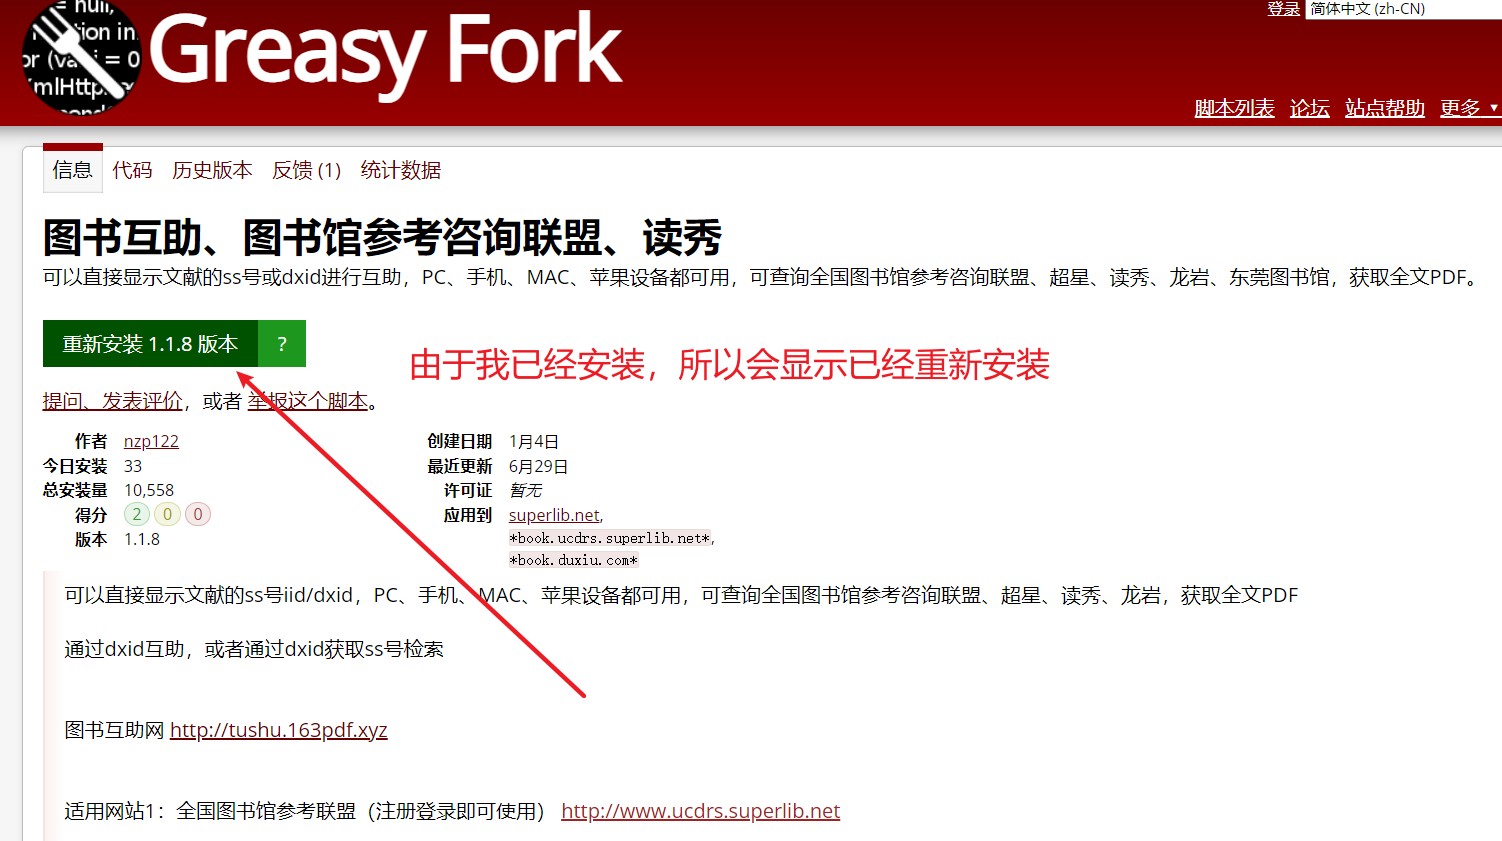 = null,
nction in
or (va i = 0
mlHttp
Greasy Fork
登录 简体中文 (zh-CN)
脚本列表 论坛 站点帮助 更多 ▼
信息 代码 历史版本 反馈 (1) 统计数据
图书互助、图书馆参考咨询联盟、读秀
可以直接显示文献的ss号或dxid进行互助，PC、手机、MAC、苹果设备都可用，可查询全国图书馆参考咨询联盟、超星、读秀、龙岩、东莞图书馆，获取全文PDF。
重新安装 1.1.8 版本 ?
由于我已经安装，所以会显示已经重新安装
提问、发表评价，或者 举报这个脚本。
作者 nzp122
今日安装 33
总安装量 10,558
得分 2 0 0
版本 1.1.8
创建日期 1月4日
最近更新 6月29日
许可证 暂无
应用到 superlib.net,
*book.ucdrs.superlib.net*,
*book.duxiu.com*
可以直接显示文献的ss号iid/dxid，PC、手机、MAC、苹果设备都可用，可查询全国图书馆参考咨询联盟、超星、读秀、龙岩，获取全文PDF
通过dxid互助，或者通过dxid获取ss号检索
图书互助网 http://tushu.163pdf.xyz
适用网站1：全国图书馆参考联盟（注册登录即可使用） http://www.ucdrs.superlib.net